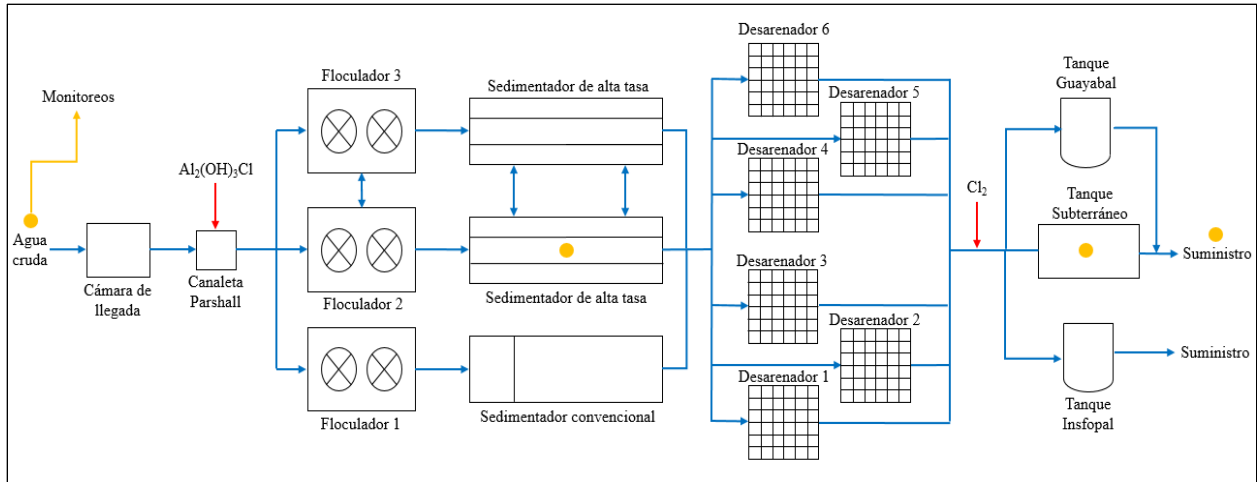 Monitoreos
Agua
cruda
Cámara de
llegada
Al₂(OH)₃Cl
Canaleta
Parshall
Floculador 3
Floculador 2
Floculador 1
Sedimentador de alta tasa
Sedimentador de alta tasa
Sedimentador convencional
Desarenador 6
Desarenador 5
Desarenador 4
Desarenador 3
Desarenador 2
Desarenador 1
Cl₂
Tanque
Guayabal
Tanque
Subterráneo
Suministro
Suministro
Tanque
Insfopal